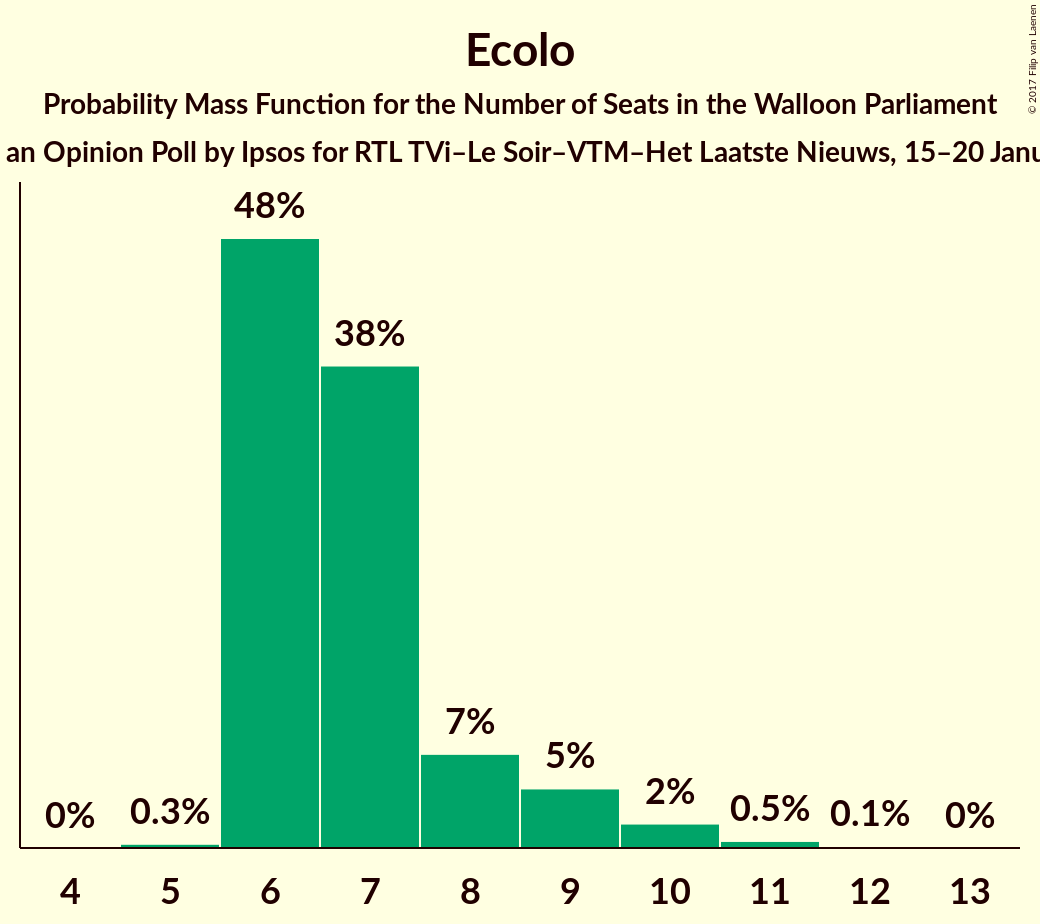 Ecolo
Probability Mass Function for the Number of Seats in the Walloon Parliament
an Opinion Poll by Ipsos for RTL TVi–Le Soir–VTM–Het Laatste Nieuws, 15–20
© 2017 Filip van Laenen
48%
38%
7%
5%
2%
0.5%
0.1%
0%
0%
0.3%
4 5 6 7 8 9 10 11 12 13